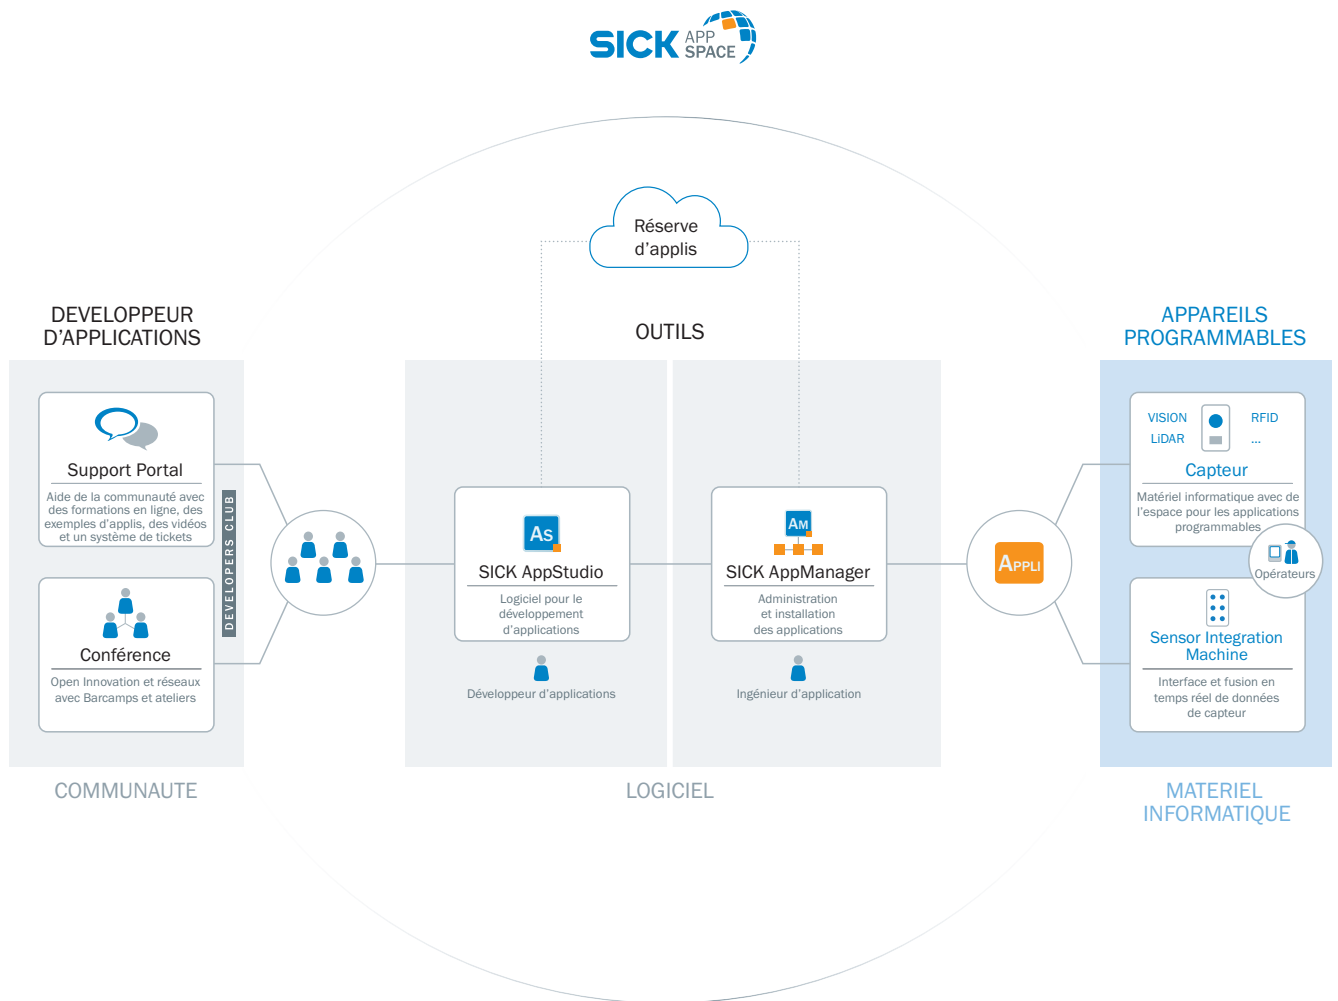 SICK APP SPACE
Réserve
d'applis
DEVELOPPEUR
D'APPLICATIONS
OUTILS
APPAREILS
PROGRAMMABLES
Support Portal
Aide de la communauté avec
des formations en ligne, des
exemples d'applis, des vidéos
et un système de tickets
Conférence
Open Innovation et réseaux
avec Barcamps et ateliers
DEVELOPERS CLUB
As
SICK AppStudio
Logiciel pour le
développement
d'applications
Développeur d'applications
AM
SICK AppManager
Administration
et installation
des applications
Ingénieur d'application
APPLI
VISION
RFID
LiDAR
...
Capteur
Matériel informatique avec de
l'espace pour les applications
programmables
Opérateurs
Sensor Integration
Machine
Interface et fusion en
temps réel de données
de capteur
COMMUNAUTE
LOGICIEL
MATERIEL
INFORMATIQUE